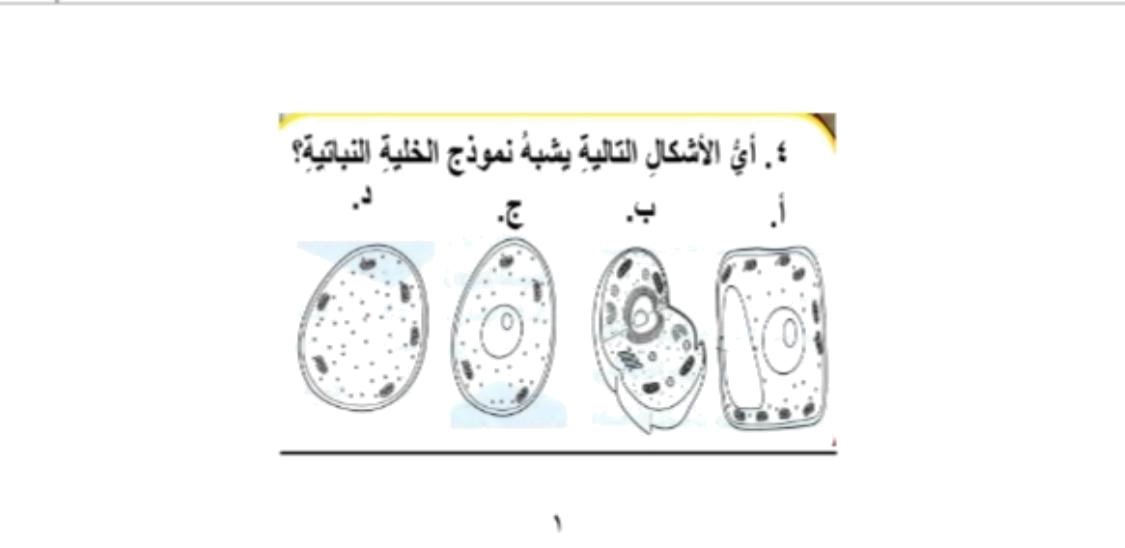 ٤. أيُّ الأشكالِ التاليةِ يشبهُ نموذج الخليةِ النباتيةِ؟
أ. ب. ج. د.
١